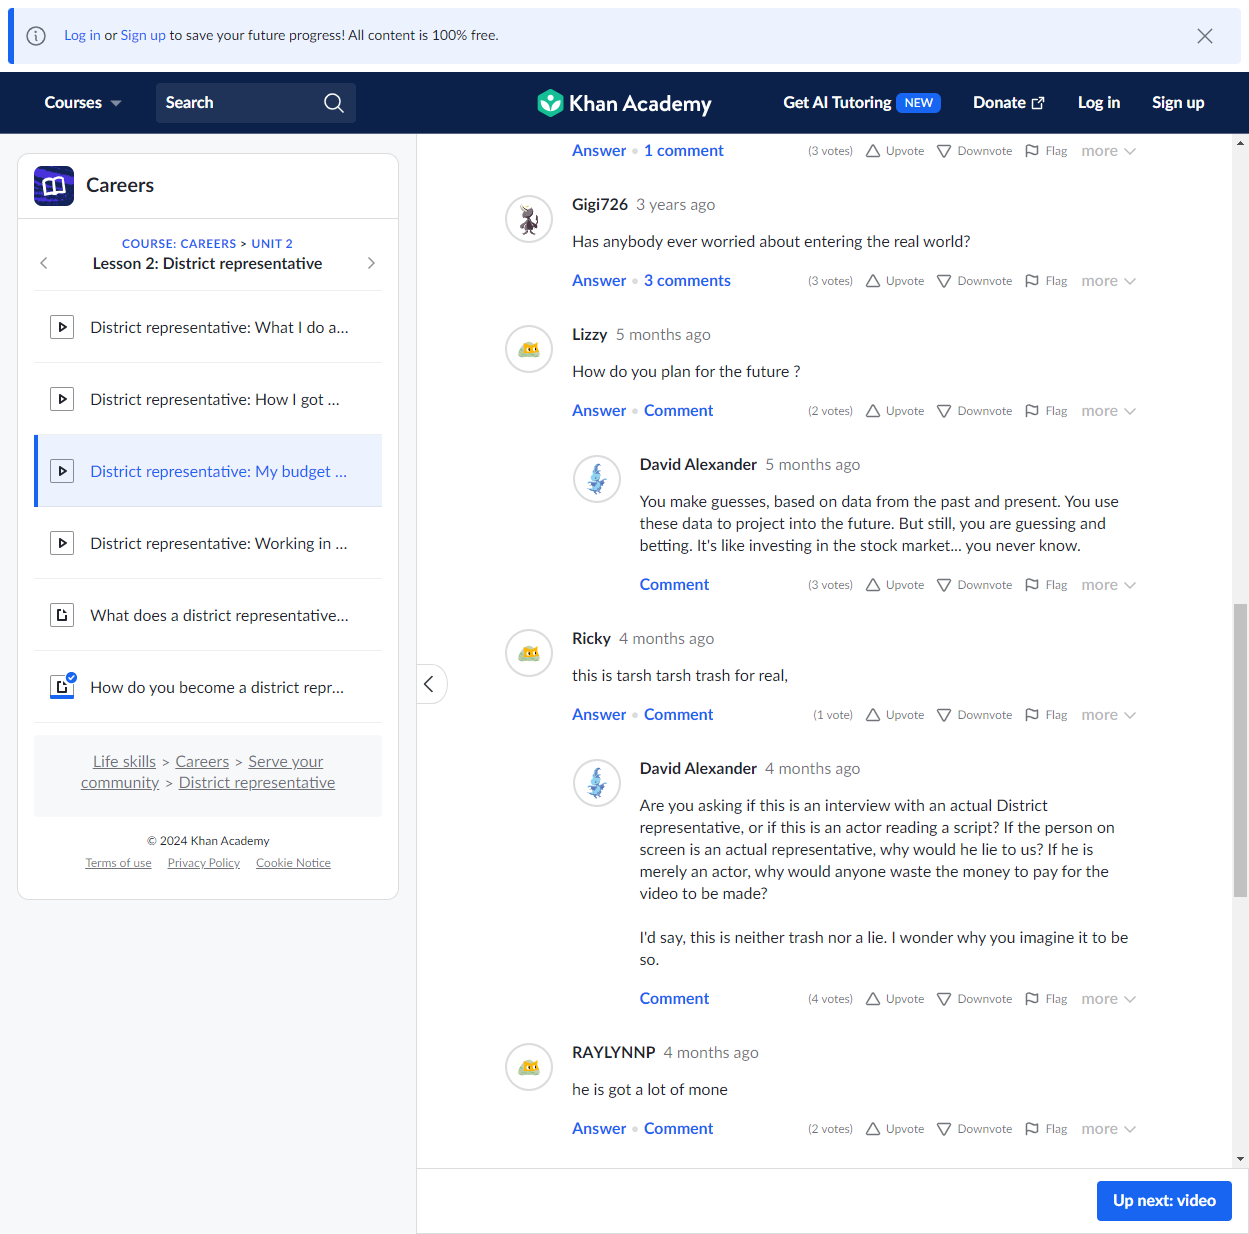 Log in or Sign up to save your future progress! All content is 100% free.
Courses
Search
Khan Academy
Get AI Tutoring NEW
Donate
Log in
Sign up
Careers
COURSE: CAREERS > UNIT 2
Lesson 2: District representative
District representative: What I do a...
District representative: How I got ...
District representative: My budget ...
District representative: Working in ...
What does a district representative...
How do you become a district repr...
Life skills > Careers > Serve your
community > District representative
© 2024 Khan Academy
Terms of use Privacy Policy Cookie Notice
Answer • 1 comment (3 votes) Upvote Downvote Flag more
Gigi726 3 years ago
Has anybody ever worried about entering the real world?
Answer • 3 comments (3 votes) Upvote Downvote Flag more
Lizzy 5 months ago
How do you plan for the future ?
Answer • Comment (2 votes) Upvote Downvote Flag more
David Alexander 5 months ago
You make guesses, based on data from the past and present. You use
these data to project into the future. But still, you are guessing and
betting. It's like investing in the stock market... you never know.
Comment (3 votes) Upvote Downvote Flag more
Ricky 4 months ago
this is tarsh tarsh trash for real,
Answer • Comment (1 vote) Upvote Downvote Flag more
David Alexander 4 months ago
Are you asking if this is an interview with an actual District
representative, or if this is an actor reading a script? If the person on
screen is an actual representative, why would he lie to us? If he is
merely an actor, why would anyone waste the money to pay for the
video to be made?
I'd say, this is neither trash nor a lie. I wonder why you imagine it to be
so.
Comment (4 votes) Upvote Downvote Flag more
RAYLYNNP 4 months ago
he is got a lot of mone
Answer • Comment (2 votes) Upvote Downvote Flag more
Up next: video